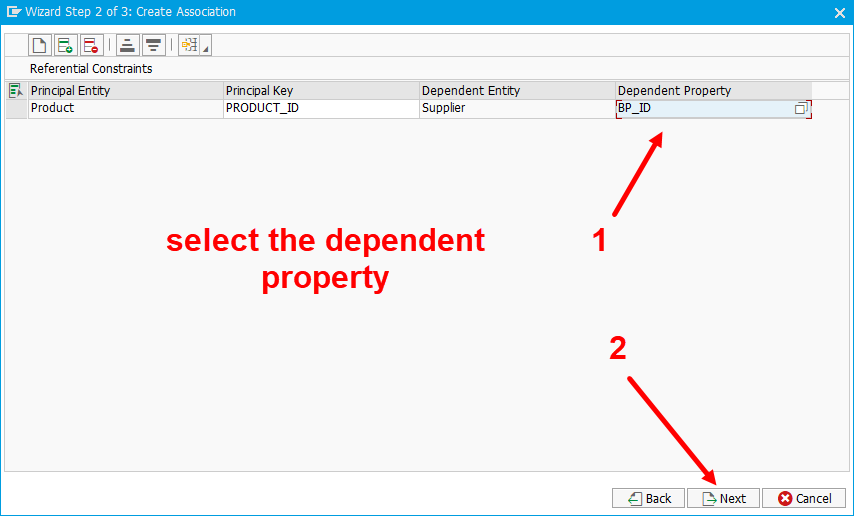 Wizard Step 2 of 3: Create Association
Referential Constraints
Principal Entity Principal Key Dependent Entity Dependent Property
Product PRODUCT_ID Supplier BP_ID
select the dependent
property
1
2
Back Next Cancel